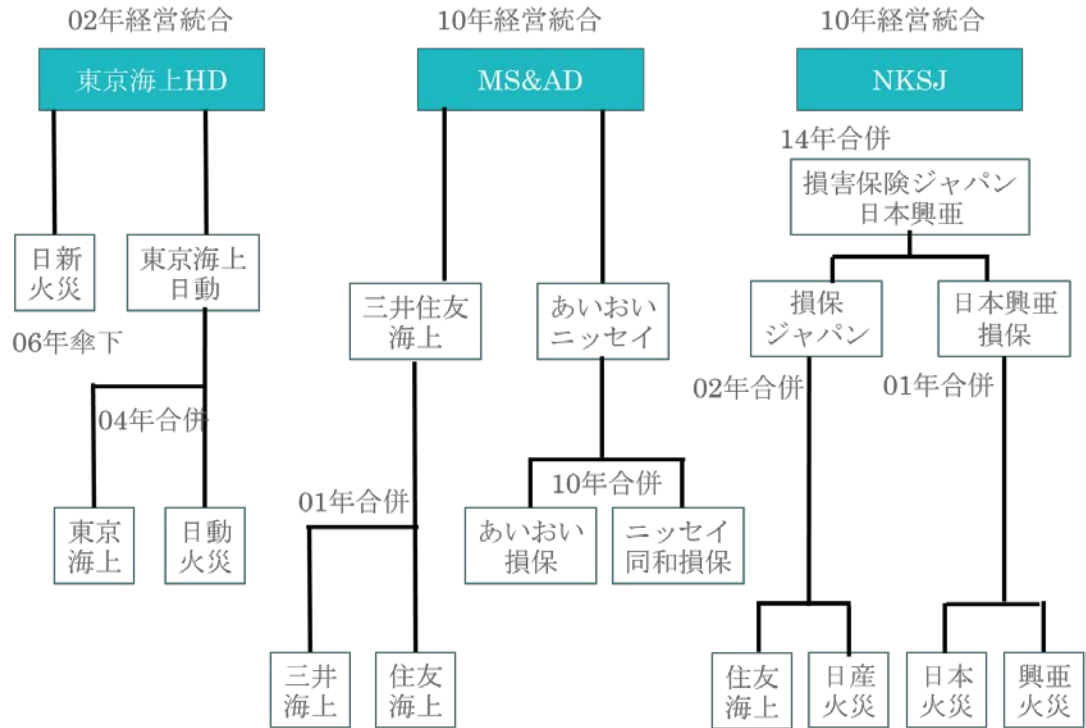 02年経営統合
東京海上HD
日新
火災
東京海上
日動
06年傘下
04年合併
東京
海上
日動
火災
10年経営統合
MS&AD
三井住友
海上
あいおい
ニッセイ
01年合併
10年合併
あいおい
損保
ニッセイ
同和損保
三井
海上
住友
海上
10年経営統合
NKSJ
14年合併
損害保険ジャパン
日本興亜
損保
ジャパン
日本興亜
損保
02年合併
01年合併
住友
海上
日産
火災
日本
火災
興亜
火災